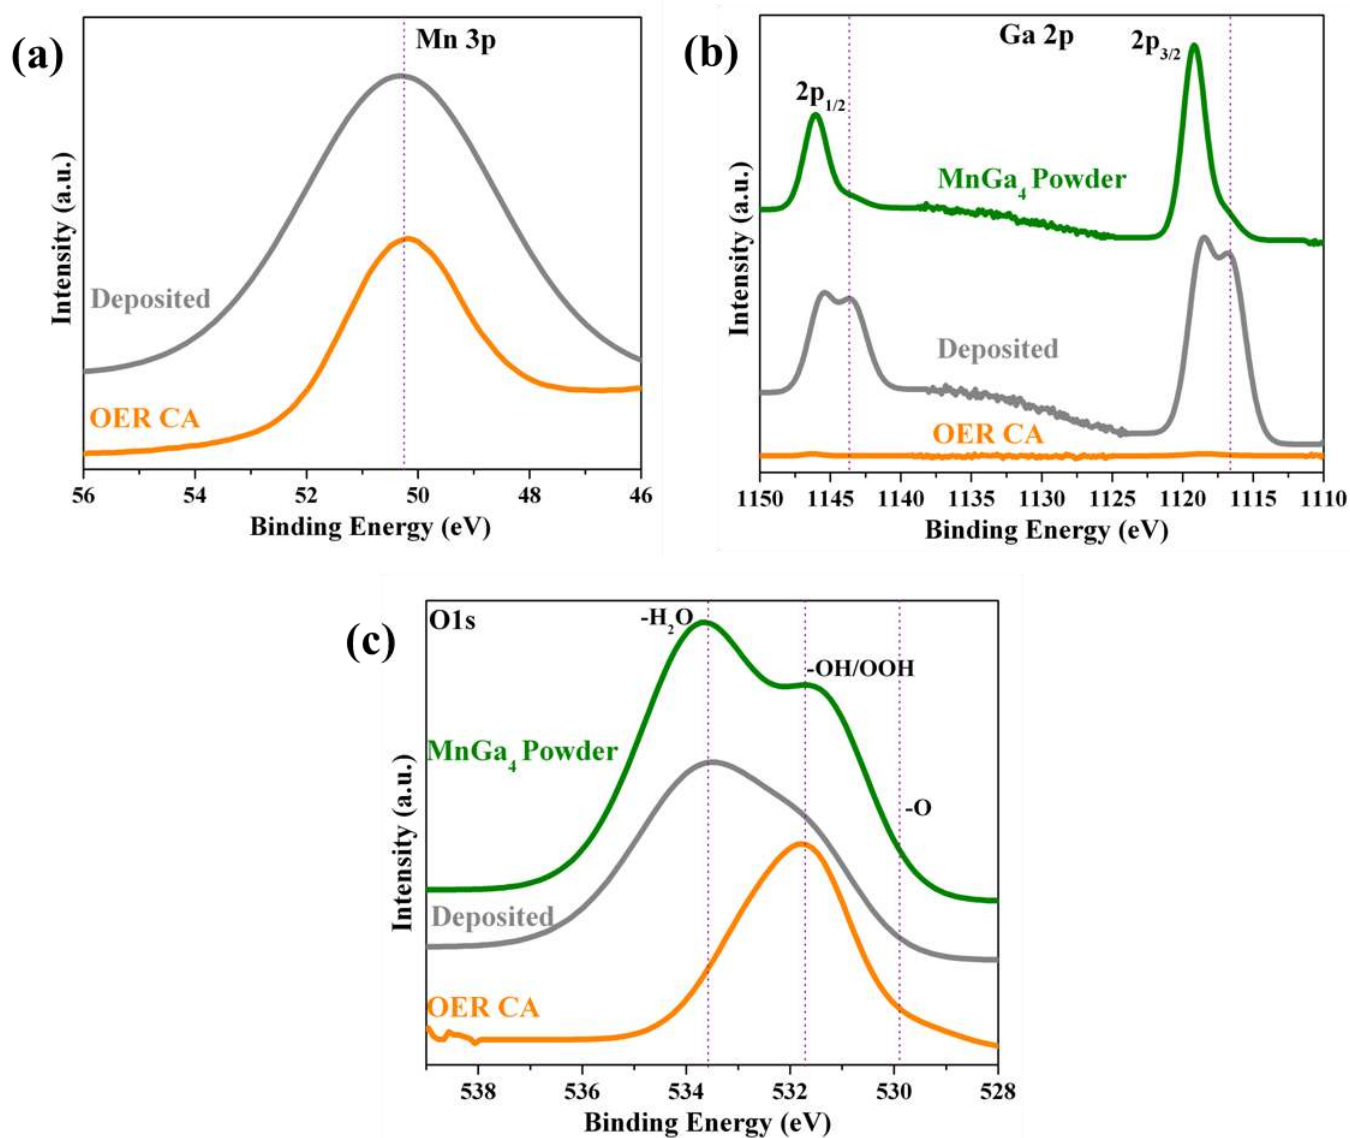 (a)
Mn 3p
Intensity (a.u.)
Deposited
OER CA
56 54 52 50 48 46
Binding Energy (eV)
(b)
Ga 2p
2p3/2
2p1/2
MnGa4 Powder
Intensity (a.u.)
Deposited
OER CA
1150 1145 1140 1135 1130 1125 1120 1115 1110
Binding Energy (eV)
(c)
O1s
-H2O
-OH/OOH
MnGa4 Powder
-O
Intensity (a.u.)
Deposited
OER CA
538 536 534 532 530 528
Binding Energy (eV)